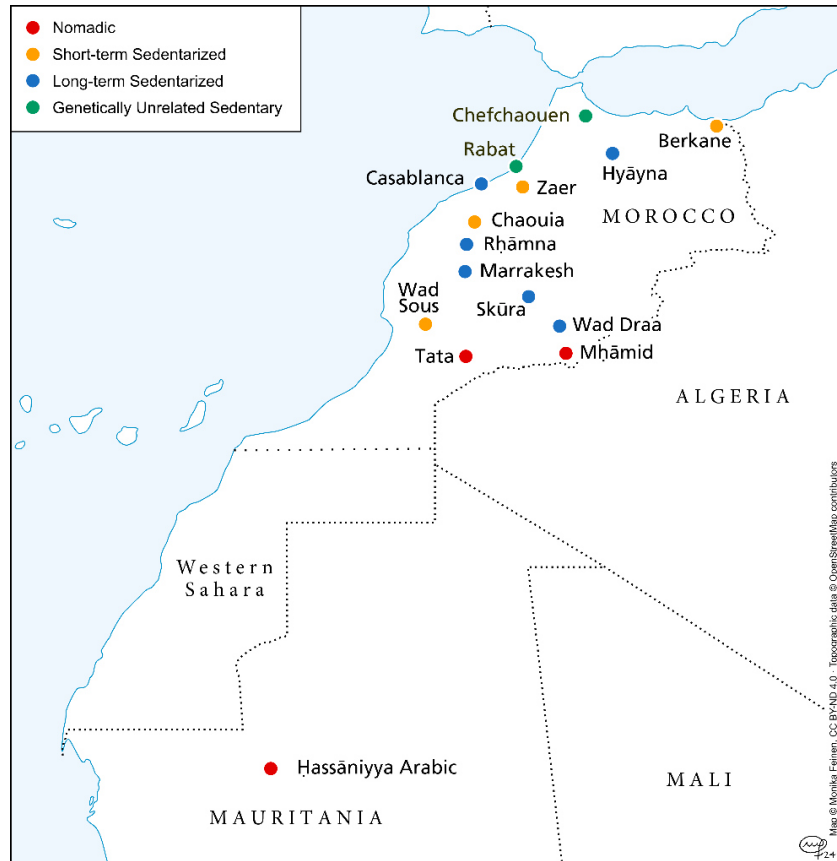 Nomadic
Short-term Sedentarized
Long-term Sedentarized
Genetically Unrelated Sedentary
Chefchaouen
Berkane
Rabat
Hyāyna
Casablanca
Zaer
MOROCCO
Chaouia
Rḥāmna
Marrakesh
Wad
Sous
Skūra
Wad Draa
Tata
Mḥāmid
ALGERIA
Western
Sahara
Ḥassāniyya Arabic
MALI
MAURITANIA
Map © Monika Feinen, CC BY-ND 4.0 · Topographic data © OpenStreetMap contributors
24